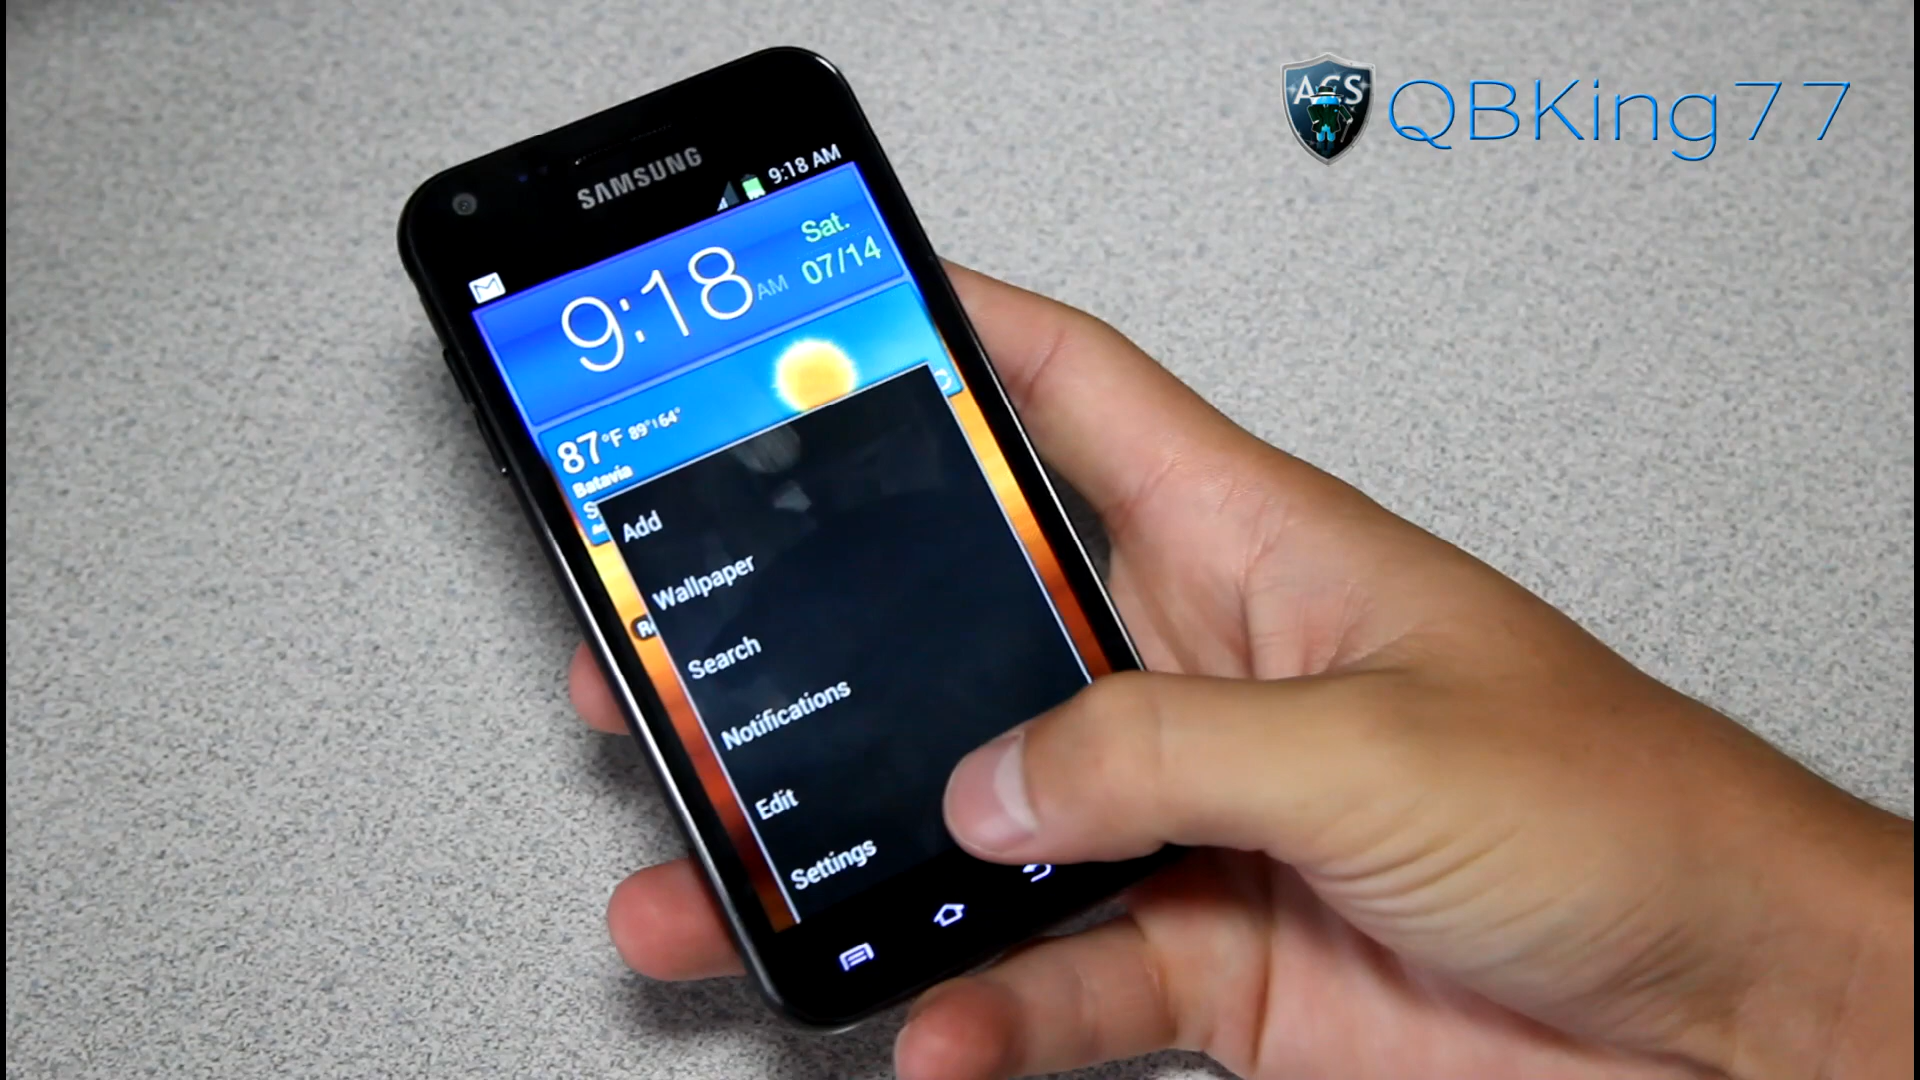 ACS
QBKing77
SAMSUNG
9:18 AM
9:18 AM
Sat.
07/14
87°F 89°|64°
Batavia
Add
Wallpaper
Search
Notifications
Edit
Settings